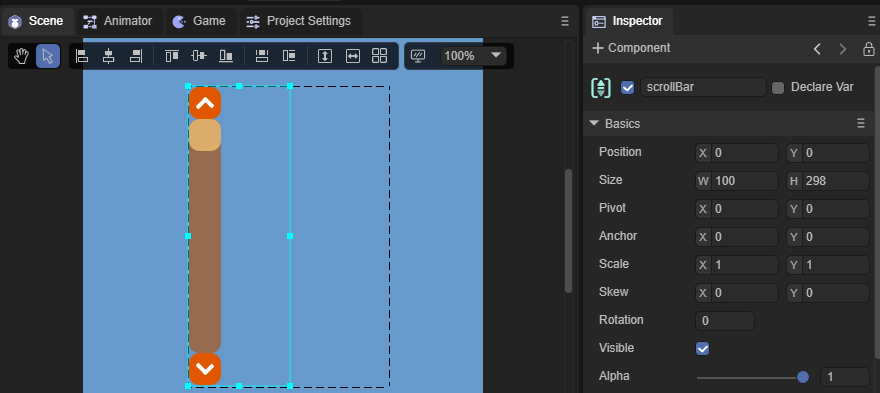 Scene Animator Game Project Settings
100%
Inspector
+ Component
scrollBar Declare Var
Basics
Position X 0 Y 0
Size W 100 H 298
Pivot X 0 Y 0
Anchor X 0 Y 0
Scale X 1 Y 1
Skew X 0 Y 0
Rotation 0
Visible
Alpha 1